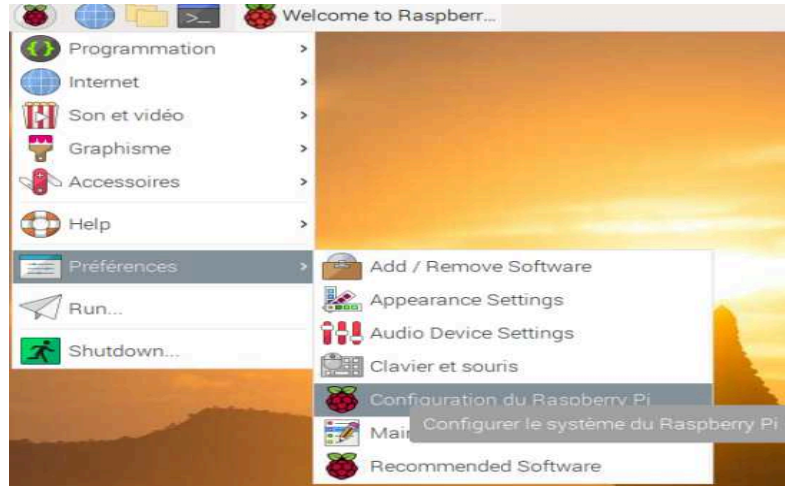 Welcome to Raspberr...
Programmation
Internet
Son et vidéo
Graphisme
Accessoires
Help
Préférences
Run...
Shutdown...
Add / Remove Software
Appearance Settings
Audio Device Settings
Clavier et souris
Configuration du Raspberry Pi
Configurer le système du Raspberry Pi
Main
Recommended Software